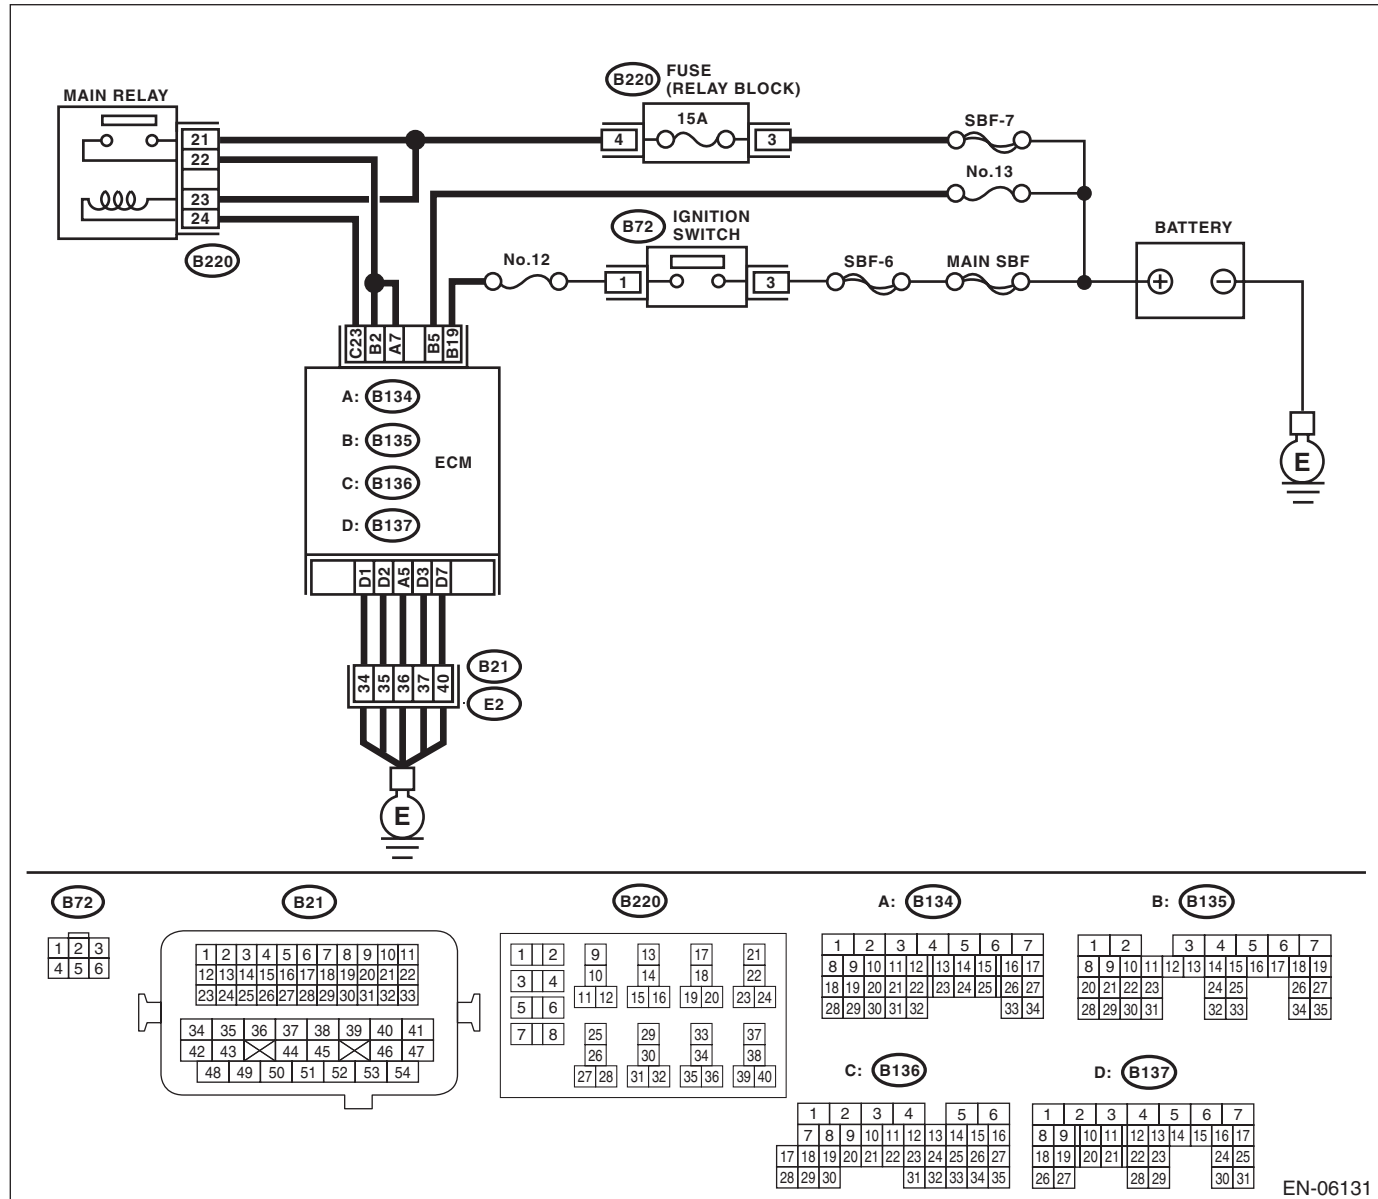 B220 FUSE
(RELAY BLOCK)
MAIN RELAY
15A
SBF-7
21
4
3
22
No.13
23
24
B72 IGNITION
SWITCH
BATTERY
B220
No.12
1
3
SBF-6
MAIN SBF
+ −
C23 B2 A7 B5 B19
A: B134
B: B135
ECM
C: B136
D: B137
E
D1 D2 A5 D3 D7
34 35 36 37 40
B21
E2
E
B72
1 2 3
4 5 6
B21
1 2 3 4 5 6 7 8 9 10 11
12 13 14 15 16 17 18 19 20 21 22
23 24 25 26 27 28 29 30 31 32 33
34 35 36 37 38 39 40 41
42 43 44 45 46 47
48 49 50 51 52 53 54
B220
1 2 9 13 17 21
3 4 10 14 18 22
5 6 11 12 15 16 19 20 23 24
7 8 25 29 33 37
26 30 34 38
27 28 31 32 35 36 39 40
A: B134
1 2 3 4 5 6 7
8 9 10 11 12 13 14 15 16 17
18 19 20 21 22 23 24 25 26 27
28 29 30 31 32 33 34
B: B135
1 2 3 4 5 6 7
8 9 10 11 12 13 14 15 16 17 18 19
20 21 22 23 24 25 26 27
28 29 30 31 32 33 34 35
C: B136
1 2 3 4 5 6
7 8 9 10 11 12 13 14 15 16
17 18 19 20 21 22 23 24 25 26 27
28 29 30 31 32 33 34 35
D: B137
1 2 3 4 5 6 7
8 9 10 11 12 13 14 15 16 17
18 19 20 21 22 23 24 25
26 27 28 29 30 31
EN-06131